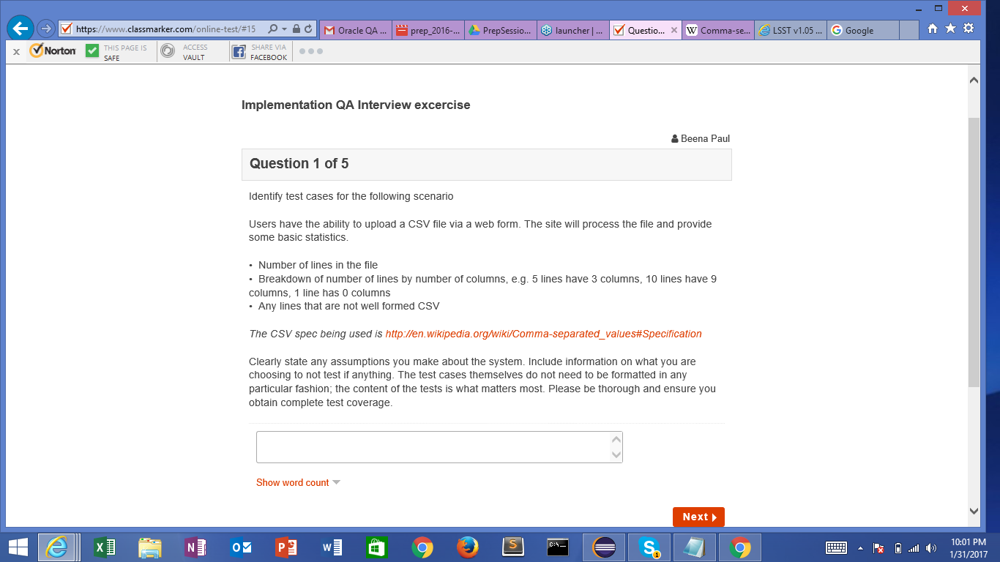 https://www.classmarker.com/online-test/#15
Oracle QA ...
prep_2016-...
PrepSessio...
launcher | ...
Questio...
Comma-se...
LSST v1.05 ...
Google
x
Norton
THIS PAGE IS
SAFE
ACCESS
VAULT
SHARE VIA
FACEBOOK
Implementation QA Interview excercise
Beena Paul
Question 1 of 5
Identify test cases for the following scenario
Users have the ability to upload a CSV file via a web form. The site will process the file and provide
some basic statistics.
• Number of lines in the file
• Breakdown of number of lines by number of columns, e.g. 5 lines have 3 columns, 10 lines have 9
columns, 1 line has 0 columns
• Any lines that are not well formed CSV
The CSV spec being used is http://en.wikipedia.org/wiki/Comma-separated_values#Specification
Clearly state any assumptions you make about the system. Include information on what you are
choosing to not test if anything. The test cases themselves do not need to be formatted in any
particular fashion; the content of the tests is what matters most. Please be thorough and ensure you
obtain complete test coverage.
Show word count
Next
10:01 PM
1/31/2017